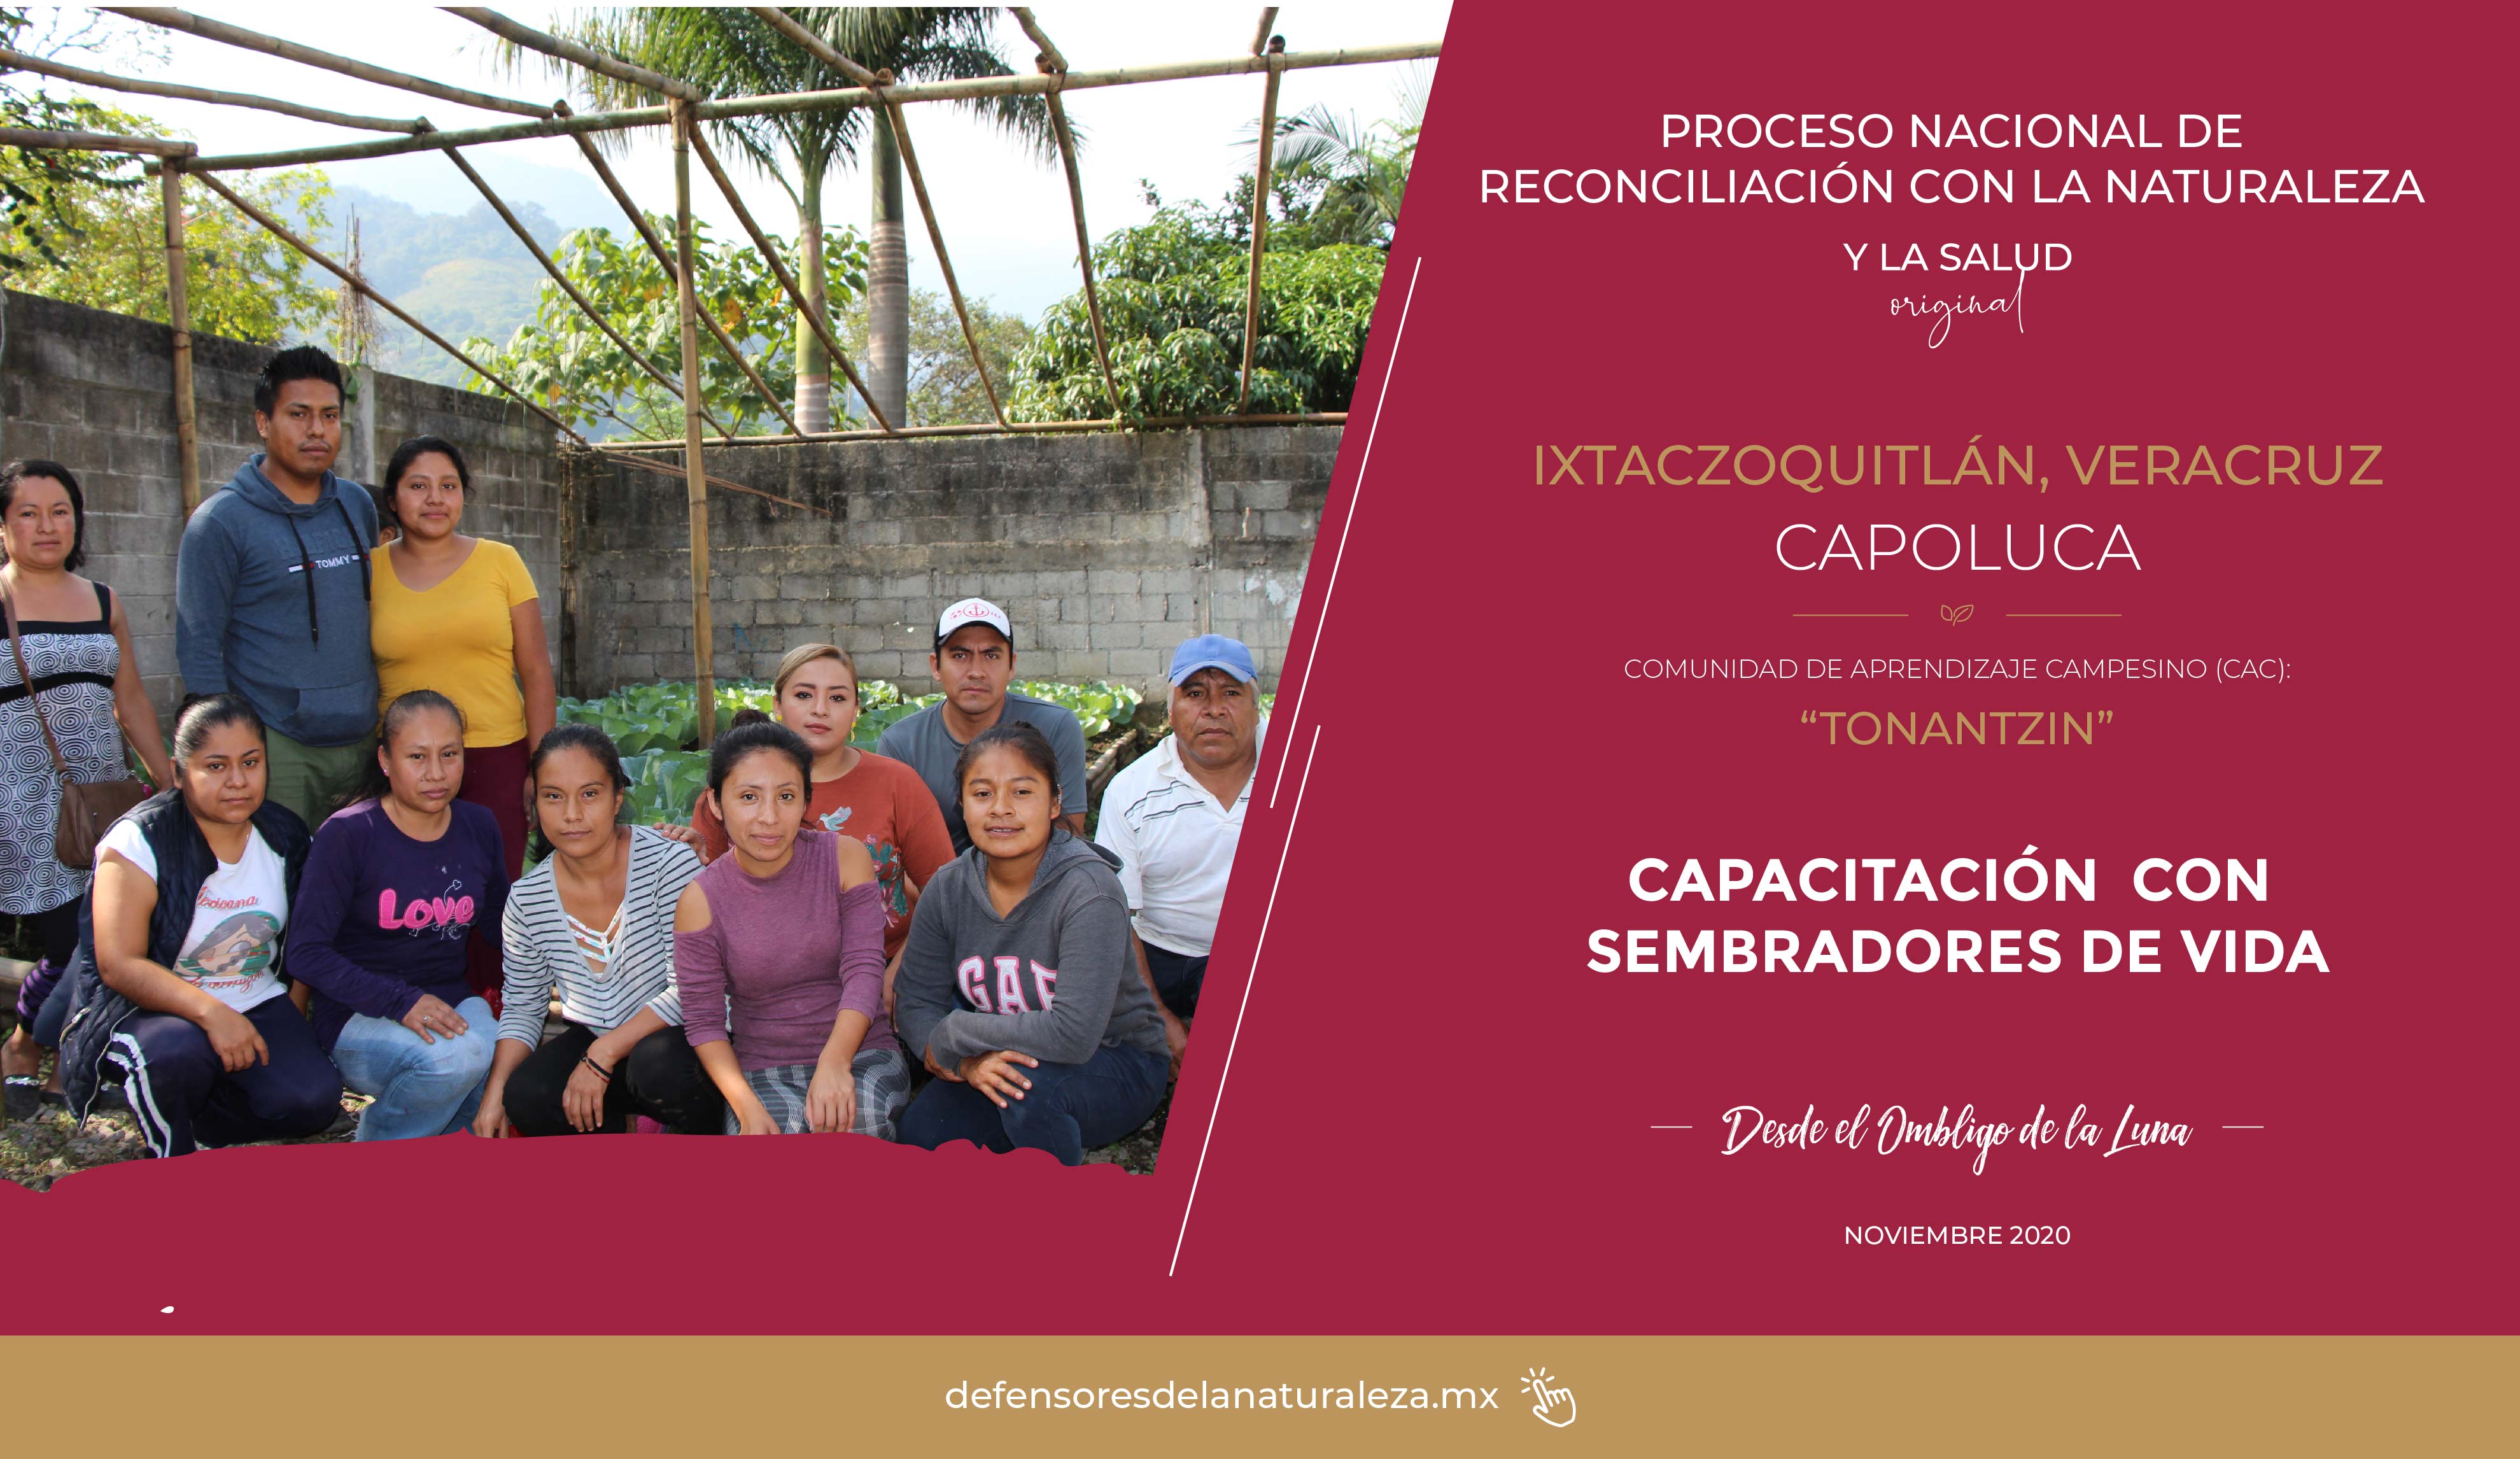 PROCESO NACIONAL DE
RECONCILIACIÓN CON LA NATURALEZA
Y LA SALUD
original
IXTACZOQUITLÁN, VERACRUZ
CAPOLUCA
COMUNIDAD DE APRENDIZAJE CAMPESINO (CAC):
“TONANTZIN”
CAPACITACIÓN CON
SEMBRADORES DE VIDA
Desde el Ombligo de la Luna
NOVIEMBRE 2020
TOMMY
Love
GAP
defensoresdelanaturaleza.mx